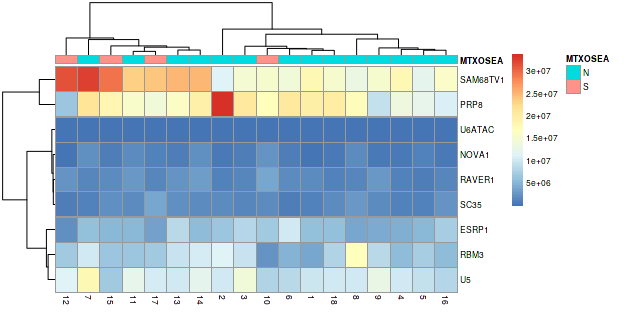 MTXOSEA
MTXOSEA
SAM68TV1
PRP8
U6ATAC
NOVA1
RAVER1
SC35
ESRP1
RBM3
U5
3e+07
2.5e+07
2e+07
1.5e+07
1e+07
5e+06
N
S
12 7 15 11 17 13 14 2 3 10 6 1 18 8 9 4 5 16